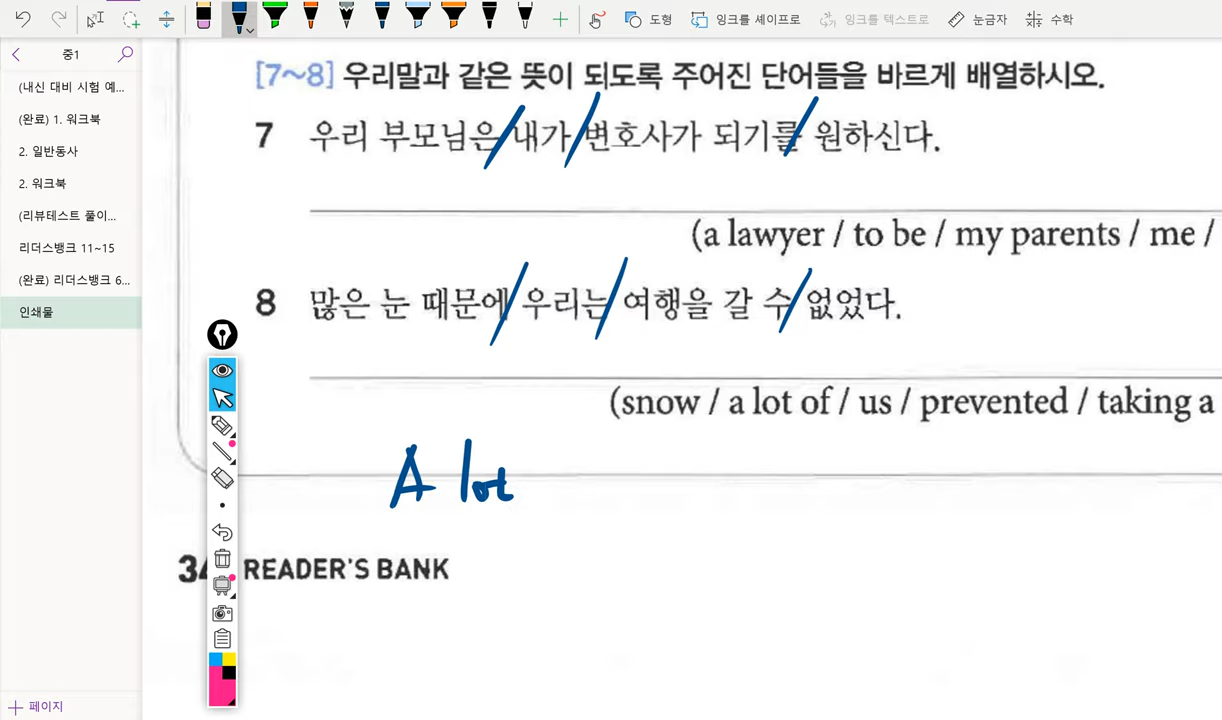 도형
잉크를 셰이프로
잉크를 텍스트로
눈금자
수학
중1
(내신 대비 시험 예...
(완료) 1. 워크북
2. 일반동사
2. 워크북
(리뷰테스트 풀이...
리더스뱅크 11~15
(완료) 리더스뱅크 6...
인쇄물
페이지
[7~8] 우리말과 같은 뜻이 되도록 주어진 단어들을 바르게 배열하시오.
7 우리 부모님은 내가 변호사가 되기를 원하신다.
(a lawyer / to be / my parents / me /
8 많은 눈 때문에 우리는 여행을 갈 수 없었다.
(snow / a lot of / us / prevented / taking a
A lot
34 READER'S BANK